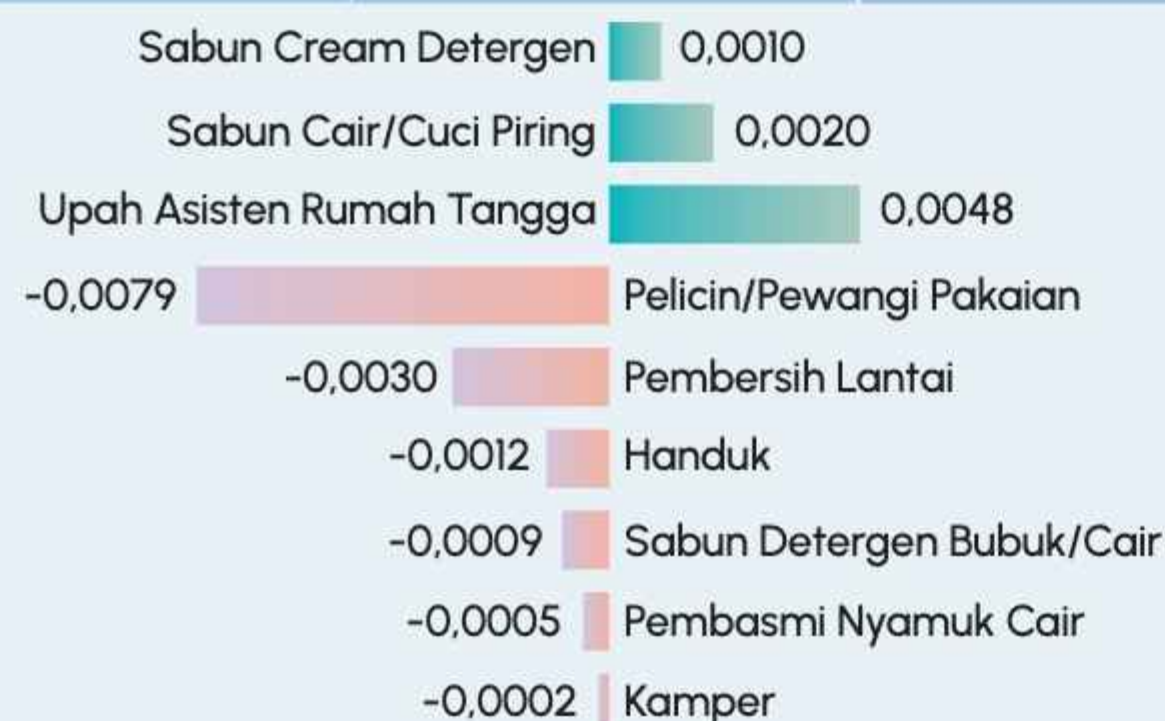 Sabun Cream Detergen 0,0010
Sabun Cair/Cuci Piring 0,0020
Upah Asisten Rumah Tangga 0,0048
-0,0079 Pelicin/Pewangi Pakaian
-0,0030 Pembersih Lantai
-0,0012 Handuk
-0,0009 Sabun Detergen Bubuk/Cair
-0,0005 Pembasmi Nyamuk Cair
-0,0002 Kamper